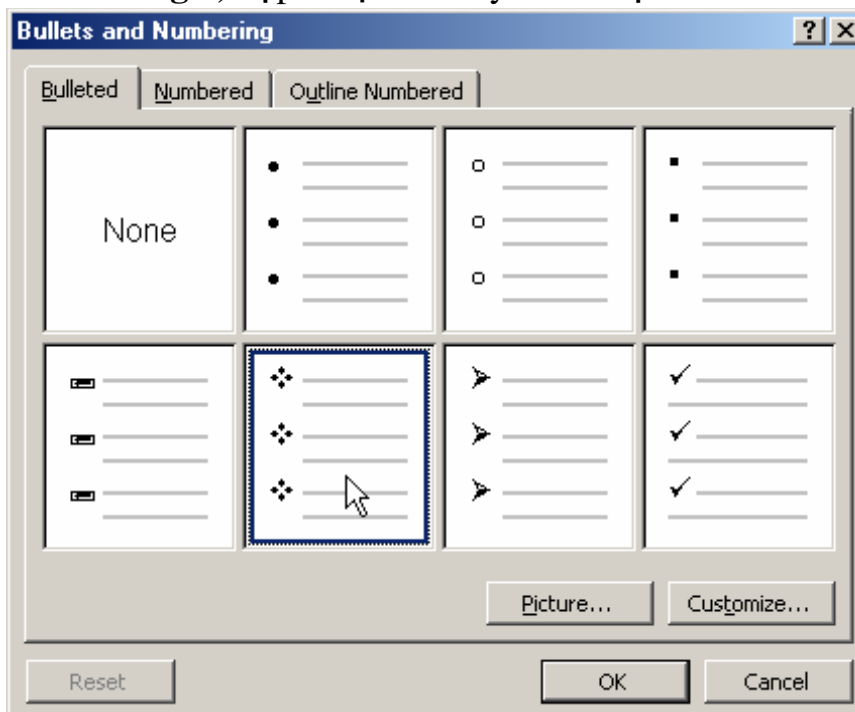 Bullets and Numbering
Bulleted Numbered Outline Numbered
None
Picture... Customize...
Reset OK Cancel